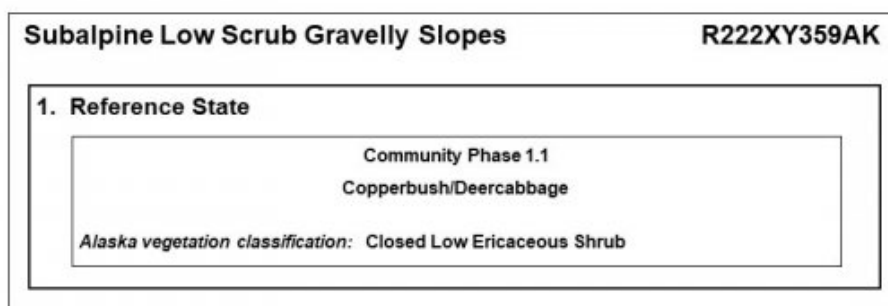 Subalpine Low Scrub Gravelly Slopes R222XY359AK
1. Reference State
Community Phase 1.1
Copperbush/Deercabbage
Alaska vegetation classification: Closed Low Ericaceous Shrub